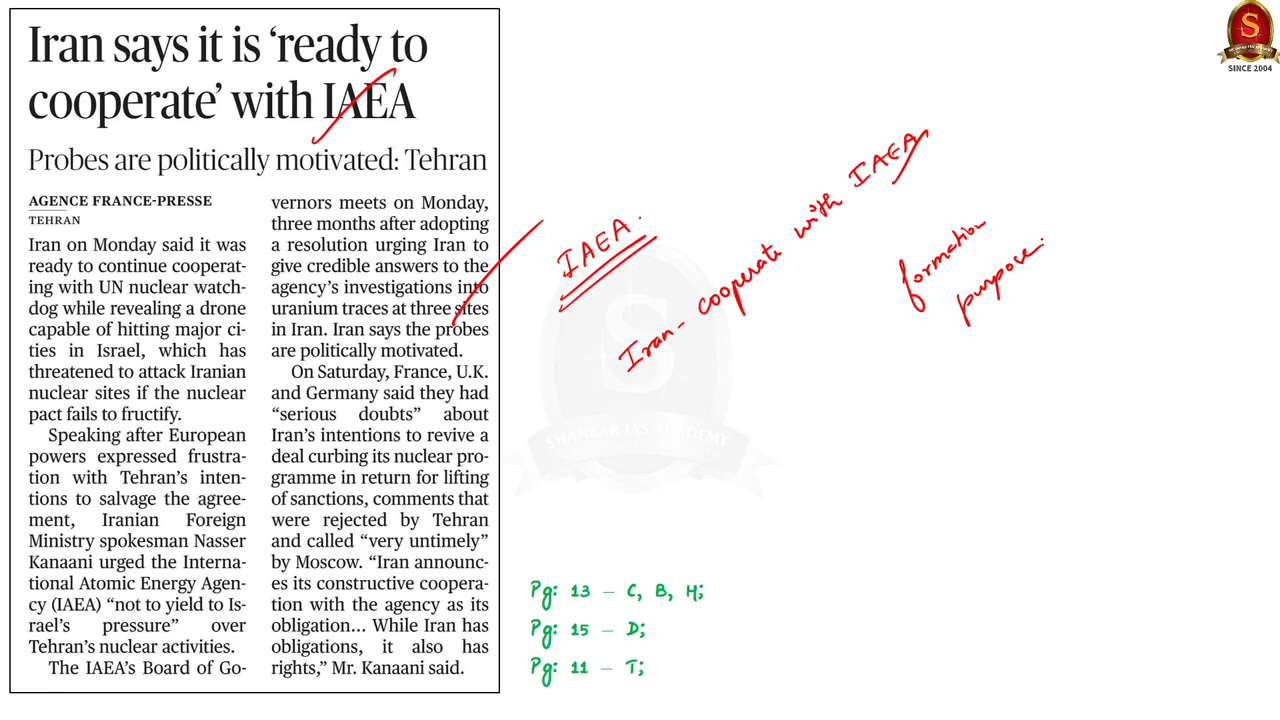 Iran says it is ‘ready to
cooperate’ with IAEA
Probes are politically motivated: Tehran
AGENCE FRANCE-PRESSE
TEHRAN
Iran on Monday said it was
ready to continue cooperat-
ing with UN nuclear watch-
dog while revealing a drone
capable of hitting major ci-
ties in Israel, which has
threatened to attack Iranian
nuclear sites if the nuclear
pact fails to fructify.
Speaking after European
powers expressed frustra-
tion with Tehran’s inten-
tions to salvage the agree-
ment, Iranian Foreign
Ministry spokesman Nasser
Kanaani urged the Interna-
tional Atomic Energy Agen-
cy (IAEA) “not to yield to Is-
rael’s pressure” over
Tehran’s nuclear activities.
The IAEA’s Board of Go-
vernors meets on Monday,
three months after adopting
a resolution urging Iran to
give credible answers to the
agency’s investigations into
uranium traces at three sites
in Iran. Iran says the probes
are politically motivated.
On Saturday, France, U.K.
and Germany said they had
“serious doubts” about
Iran’s intentions to revive a
deal curbing its nuclear pro-
gramme in return for lifting
of sanctions, comments that
were rejected by Tehran
and called “very untimely”
by Moscow. “Iran announc-
es its constructive coopera-
tion with the agency as its
obligation... While Iran has
obligations, it also has
rights,” Mr. Kanaani said.
IAEA.
Iran - cooperate with IAEA
formation
purpose.
S
SHANKAR IAS ACADEMY
Pg: 13 – C, B, H;
Pg: 15 – D;
Pg: 11 – T;
S
SINCE 2004